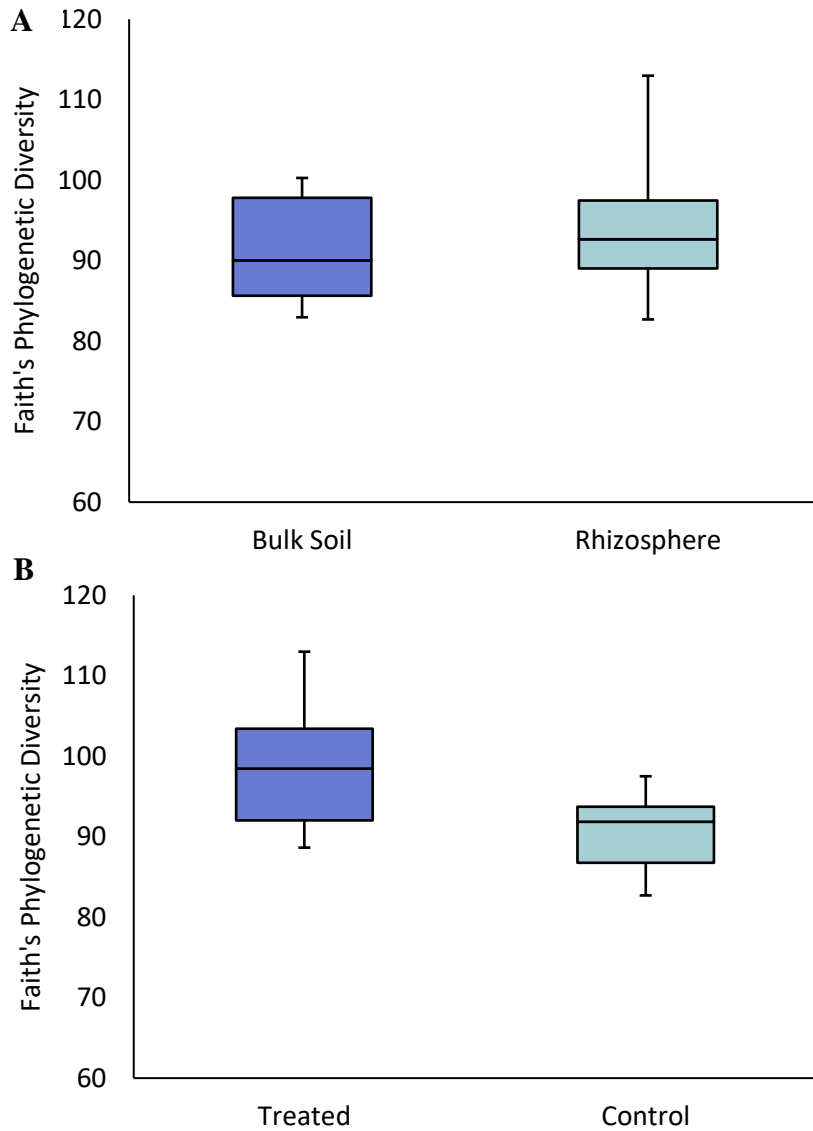 A
120
110
100
90
80
70
60
Faith's Phylogenetic Diversity
Bulk Soil Rhizosphere
B
120
110
100
90
80
70
60
Faith's Phylogenetic Diversity
Treated Control